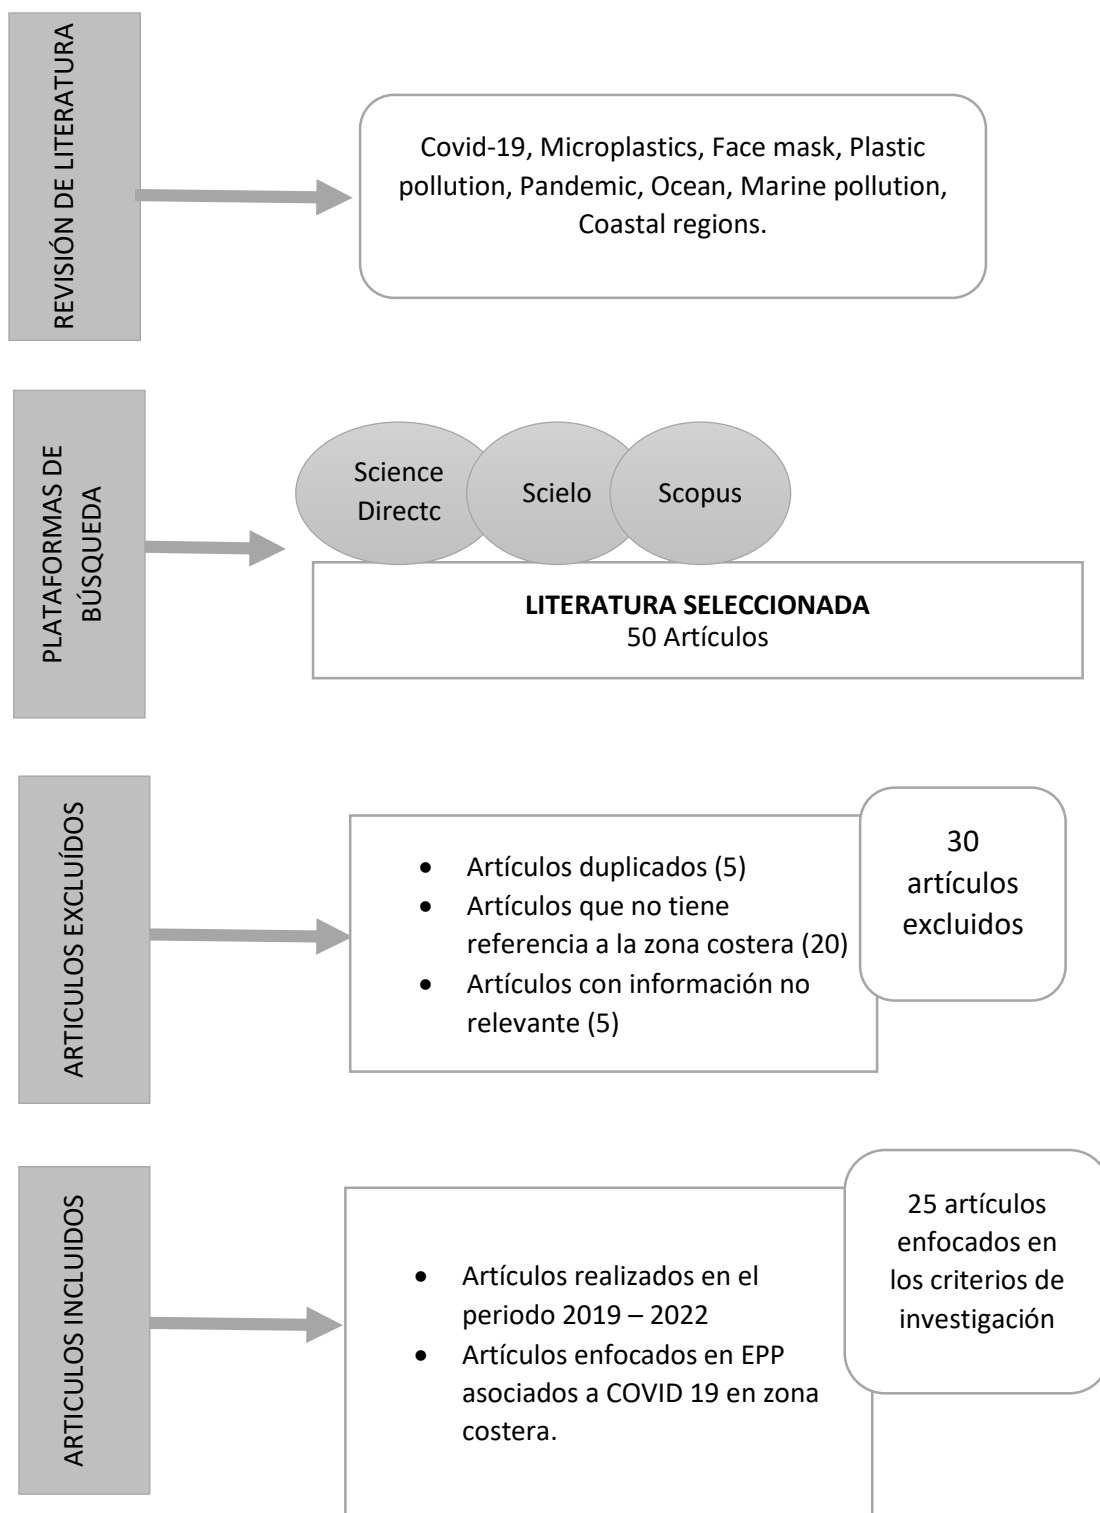 REVISIÓN DE LITERATURA
Covid-19, Microplastics, Face mask, Plastic
pollution, Pandemic, Ocean, Marine pollution,
Coastal regions.
PLATAFORMAS DE
BÚSQUEDA
Science
Directc
Scielo
Scopus
LITERATURA SELECCIONADA
50 Artículos
ARTICULOS EXCLUÍDOS
• Artículos duplicados (5)
• Artículos que no tiene
referencia a la zona costera (20)
• Artículos con información no
relevante (5)
30
artículos
excluidos
ARTICULOS INCLUIDOS
• Artículos realizados en el
periodo 2019 – 2022
• Artículos enfocados en EPP
asociados a COVID 19 en zona
costera.
25 artículos
enfocados en
los criterios de
investigación